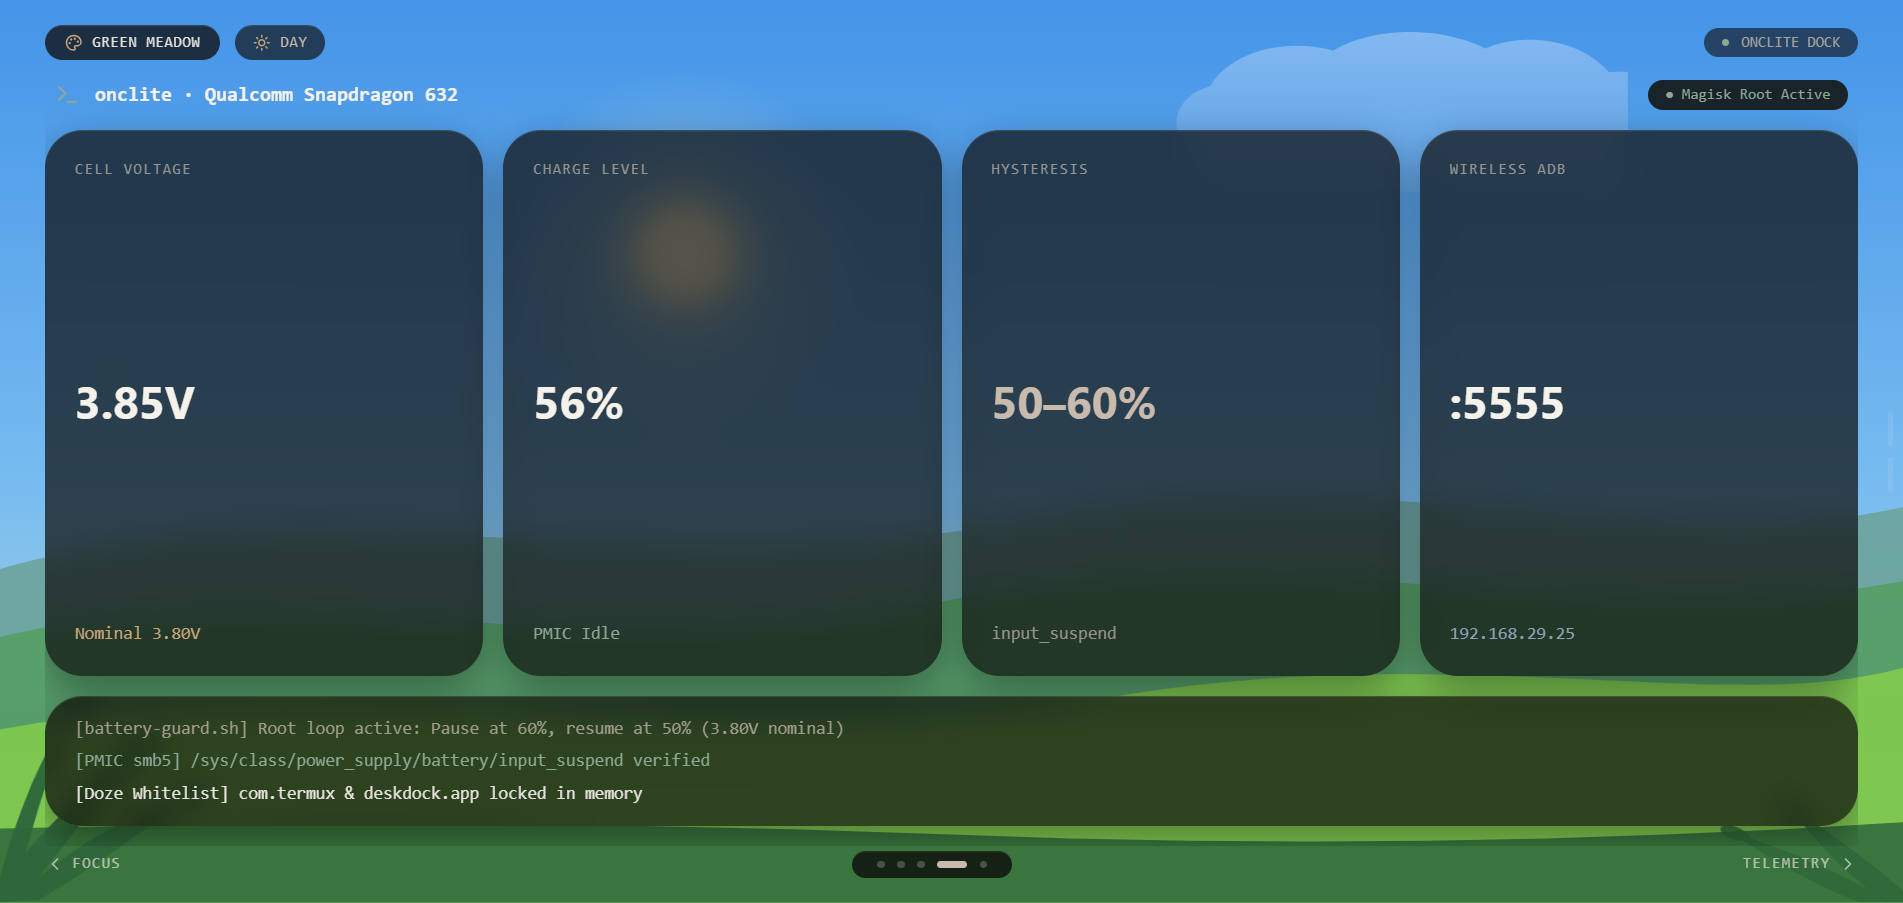 GREEN MEADOW
DAY
ONCLITE DOCK
>_ onclite · Qualcomm Snapdragon 632
Magisk Root Active
CELL VOLTAGE
3.85V
Nominal 3.80V
CHARGE LEVEL
56%
PMIC Idle
HYSTERESIS
50–60%
input_suspend
WIRELESS ADB
:5555
192.168.29.25
[battery-guard.sh] Root loop active: Pause at 60%, resume at 50% (3.80V nominal)
[PMIC smb5] /sys/class/power_supply/battery/input_suspend verified
[Doze Whitelist] com.termux & deskdock.app locked in memory
FOCUS
TELEMETRY